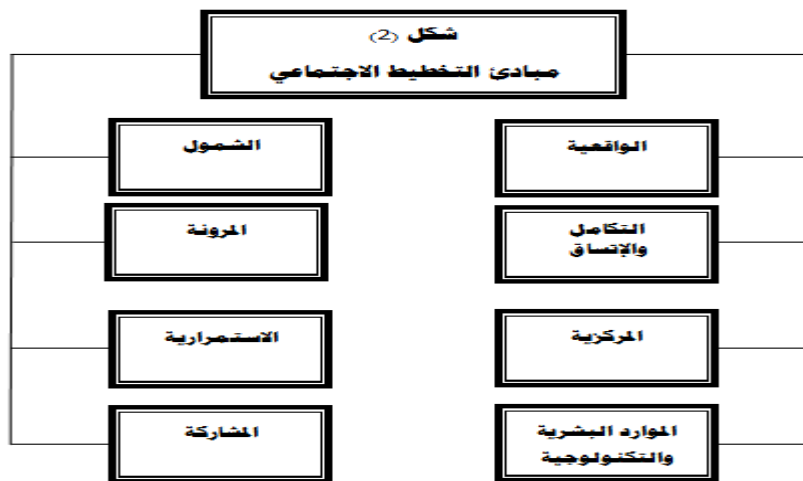 شكل (2)
مبادئ التخطيط الاجتماعي
الواقعية
الشمول
التكامل
والإتساق
المرونة
المركزية
الاستمرارية
الموارد البشرية
والتكنولوجية
المشاركة